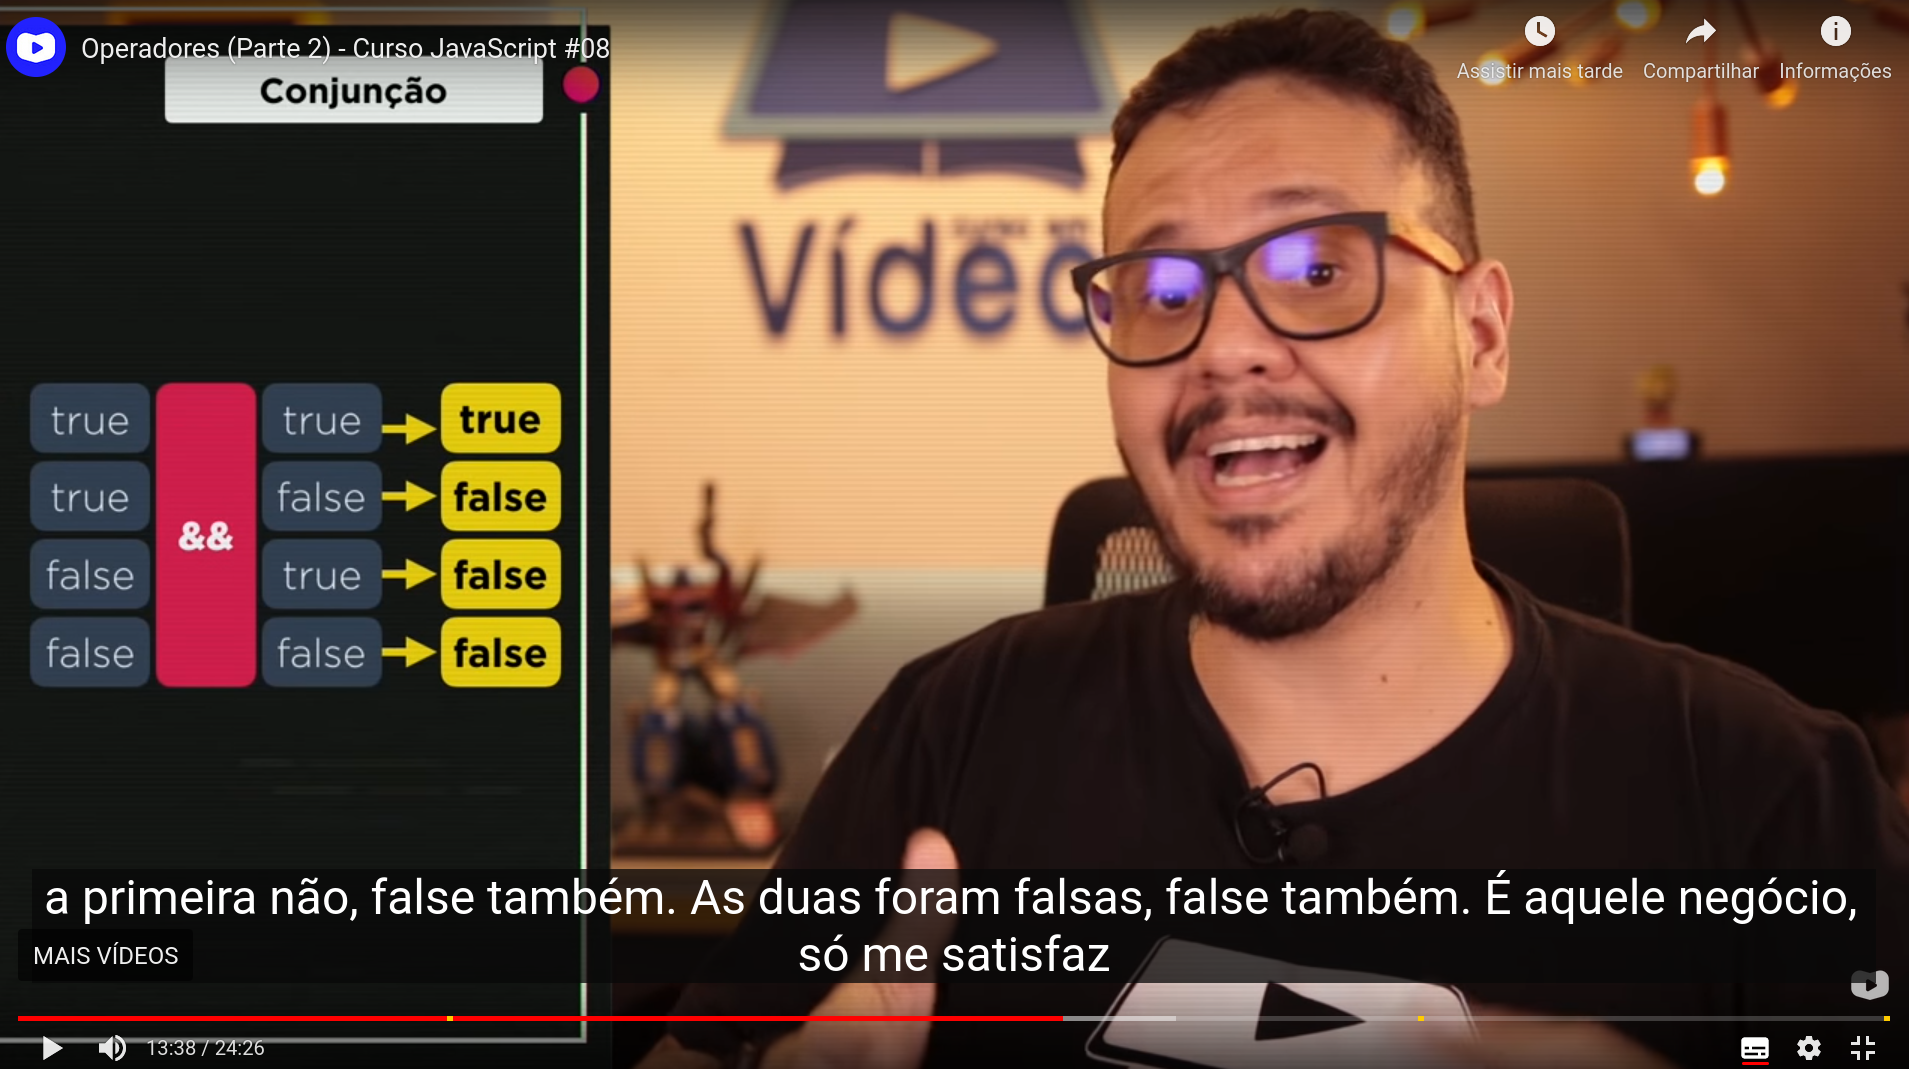 Operadores (Parte 2) - Curso JavaScript #08
Assistir mais tarde
Compartilhar
Informações
Conjunção
Vídeo
true && true true
true false false
false true false
false false false
a primeira não, false também. As duas foram falsas, false também. É aquele negócio,
só me satisfaz
MAIS VÍDEOS
13:38 / 24:26